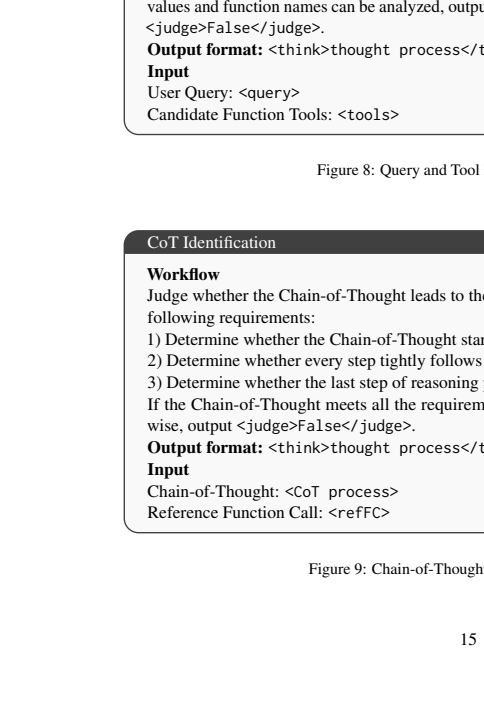 values and function names can be analyzed, outpu
<judge>False</judge>.
Output format: <think>thought process</t
Input
User Query: <query>
Candidate Function Tools: <tools>
Figure 8: Query and Tool
CoT Identification
Workflow
Judge whether the Chain-of-Thought leads to the
following requirements:
1) Determine whether the Chain-of-Thought star
2) Determine whether every step tightly follows
3) Determine whether the last step of reasoning
If the Chain-of-Thought meets all the requirem
wise, output <judge>False</judge>.
Output format: <think>thought process</t
Input
Chain-of-Thought: <CoT process>
Reference Function Call: <refFC>
Figure 9: Chain-of-Though
15